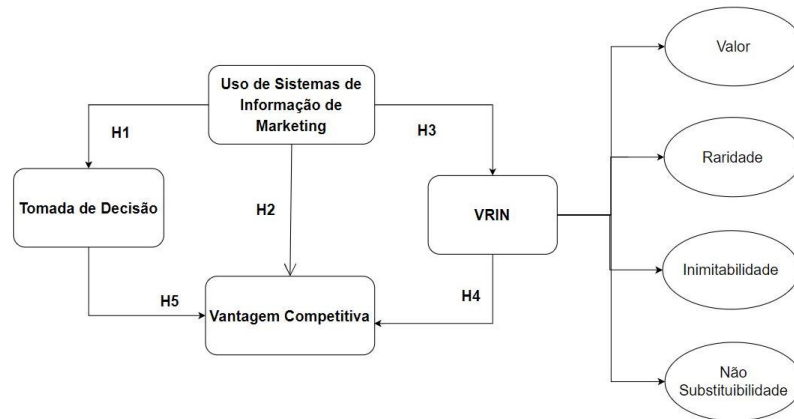 Valor
Uso de Sistemas de
Informação de
Marketing
H1
H3
Raridade
Tomada de Decisão
H2
VRIN
Inimitabilidade
H5
Vantagem Competitiva
H4
Não
Substituibilidade